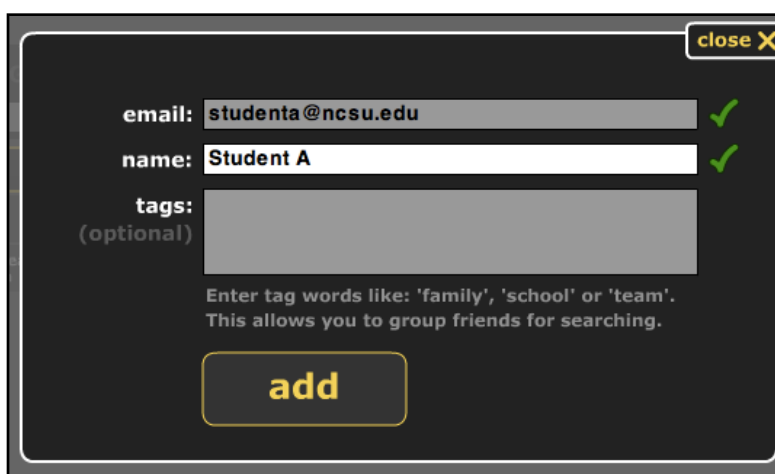 close X
email: studenta@ncsu.edu
name: Student A
tags:
(optional)
Enter tag words like: 'family', 'school' or 'team'.
This allows you to group friends for searching.
add